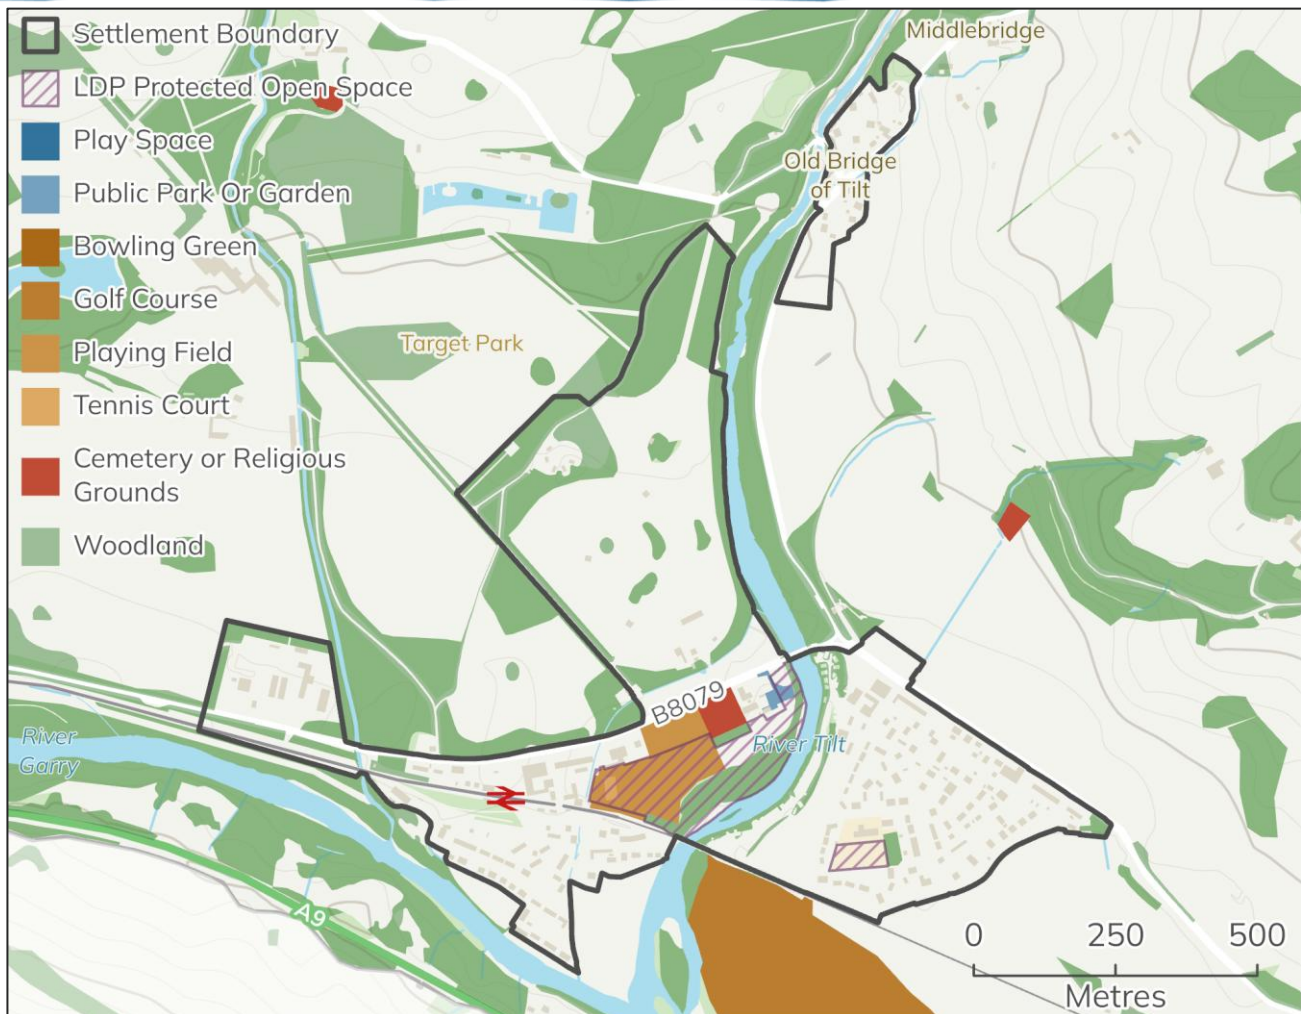 Settlement Boundary
LDP Protected Open Space
Play Space
Public Park Or Garden
Bowling Green
Golf Course
Playing Field
Tennis Court
Cemetery or Religious
Grounds
Woodland
Middlebridge
Old Bridge
of Tilt
Target Park
B8079
River Tilt
River
Garry
A9
0 250 500
Metres